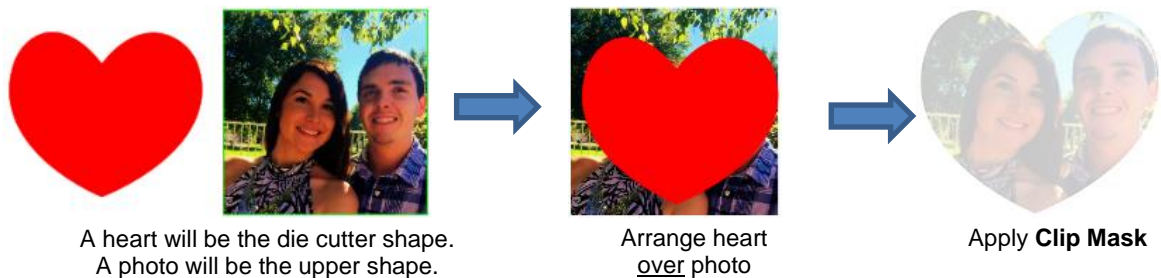 A heart will be the die cutter shape.
A photo will be the upper shape.
Arrange heart
over photo
Apply Clip Mask